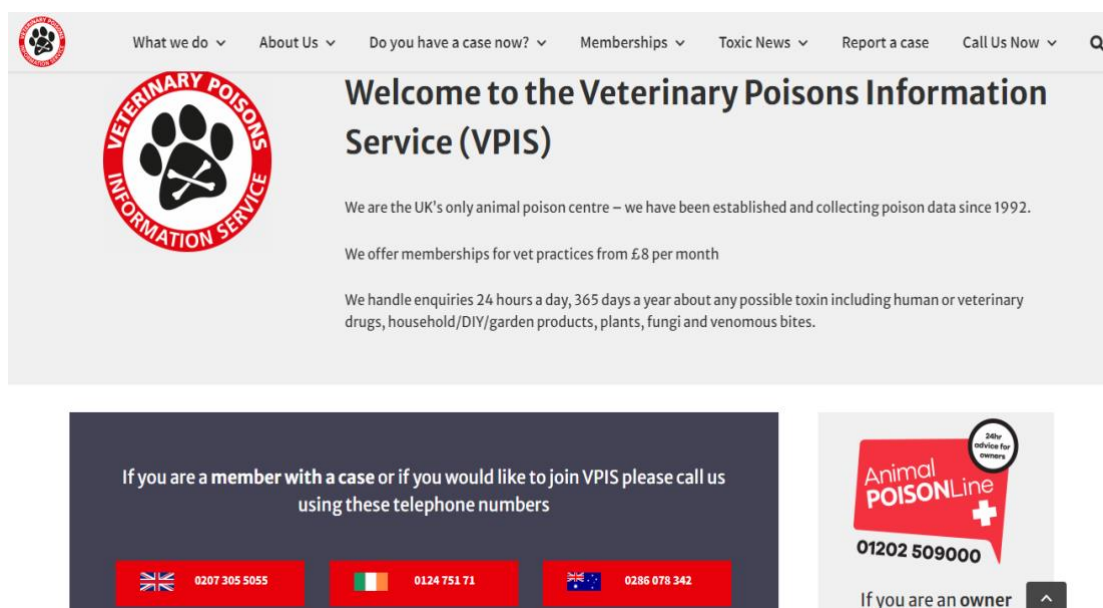 VETERINARY POISONS
INFORMATION SERVICE
What we do
About Us
Do you have a case now?
Memberships
Toxic News
Report a case
Call Us Now
VETERINARY POISONS
INFORMATION SERVICE
Welcome to the Veterinary Poisons Information
Service (VPIS)
We are the UK's only animal poison centre – we have been established and collecting poison data since 1992.
We offer memberships for vet practices from £8 per month
We handle enquiries 24 hours a day, 365 days a year about any possible toxin including human or veterinary
drugs, household/DIY/garden products, plants, fungi and venomous bites.
If you are a member with a case or if you would like to join VPIS please call us
using these telephone numbers
0207 305 5055
0124 751 71
0286 078 342
24hr
advice for
owners
Animal
POISONLine
01202 509000
If you are an owner